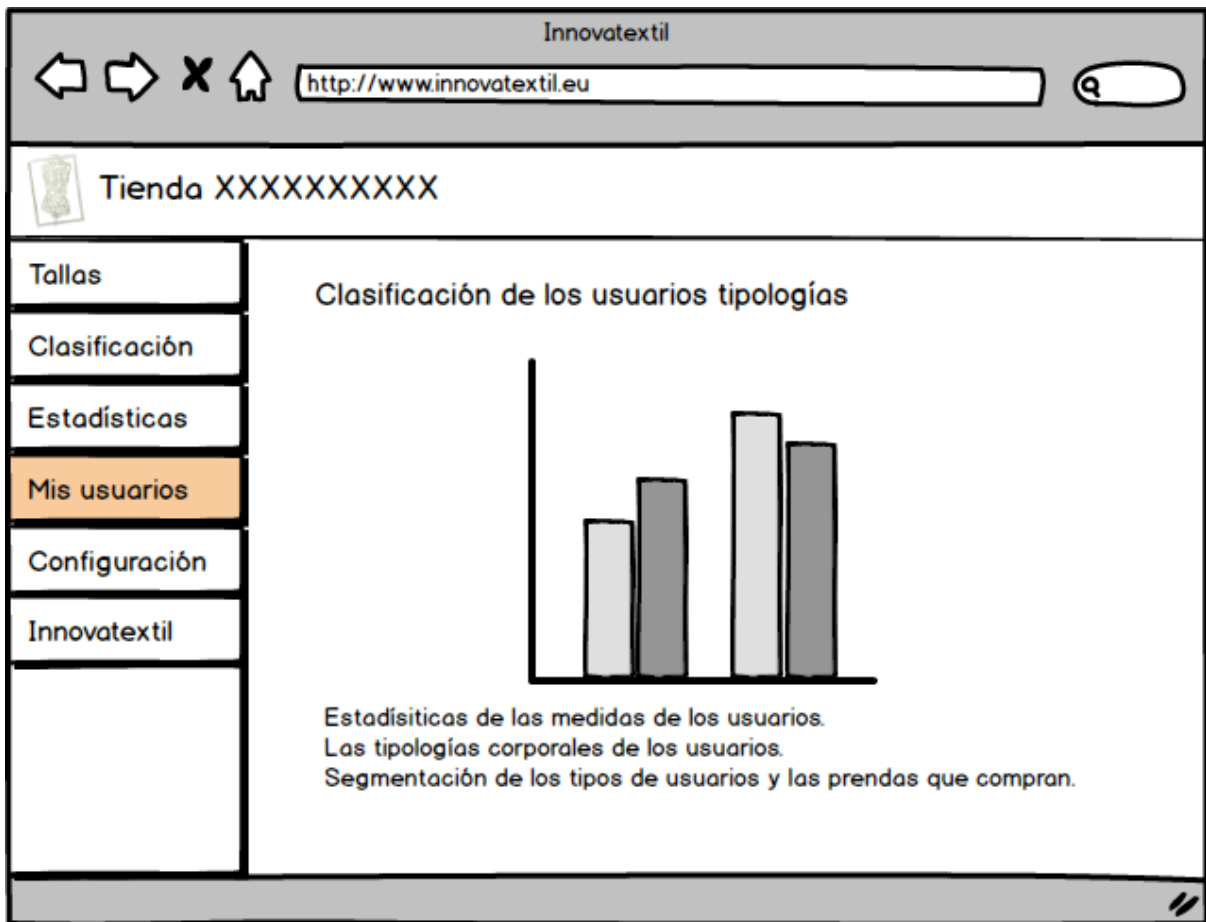 Innovatextil
http://www.innovatextil.eu
Tienda XXXXXXXXXX
Tallas
Clasificación
Estadísticas
Mis usuarios
Configuración
Innovatextil
Clasificación de los usuarios tipologías
Estadísiticas de las medidas de los usuarios.
Las tipologías corporales de los usuarios.
Segmentación de los tipos de usuarios y las prendas que compran.